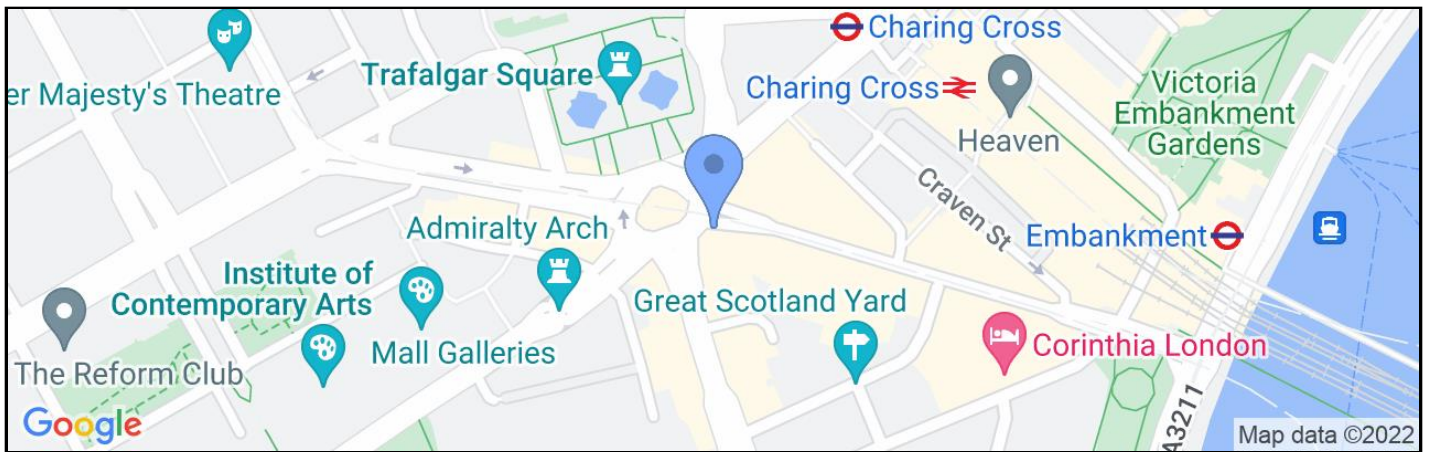 Charing Cross
Trafalgar Square
Charing Cross
er Majesty's Theatre
Victoria
Embankment
Gardens
Heaven
Craven St
Admiralty Arch
Embankment
Institute of
Contemporary Arts
Great Scotland Yard
Mall Galleries
Corinthia London
The Reform Club
A3211
Google
Map data ©2022